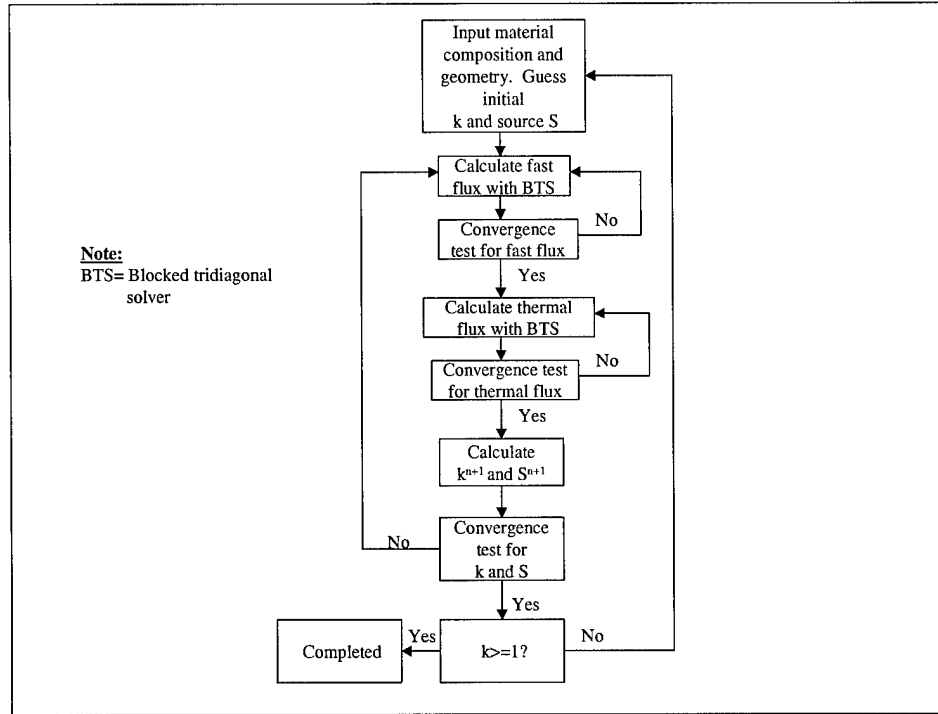 Input material
composition and
geometry. Guess
initial
k and source S
Calculate fast
flux with BTS
No
Convergence
test for fast flux
Note:
BTS= Blocked tridiagonal
solver
Yes
Calculate thermal
flux with BTS
No
Convergence test
for thermal flux
Yes
Calculate
kⁿ⁺¹ and Sⁿ⁺¹
Convergence
test for
k and S
No
Yes
Completed
Yes
k>=1?
No